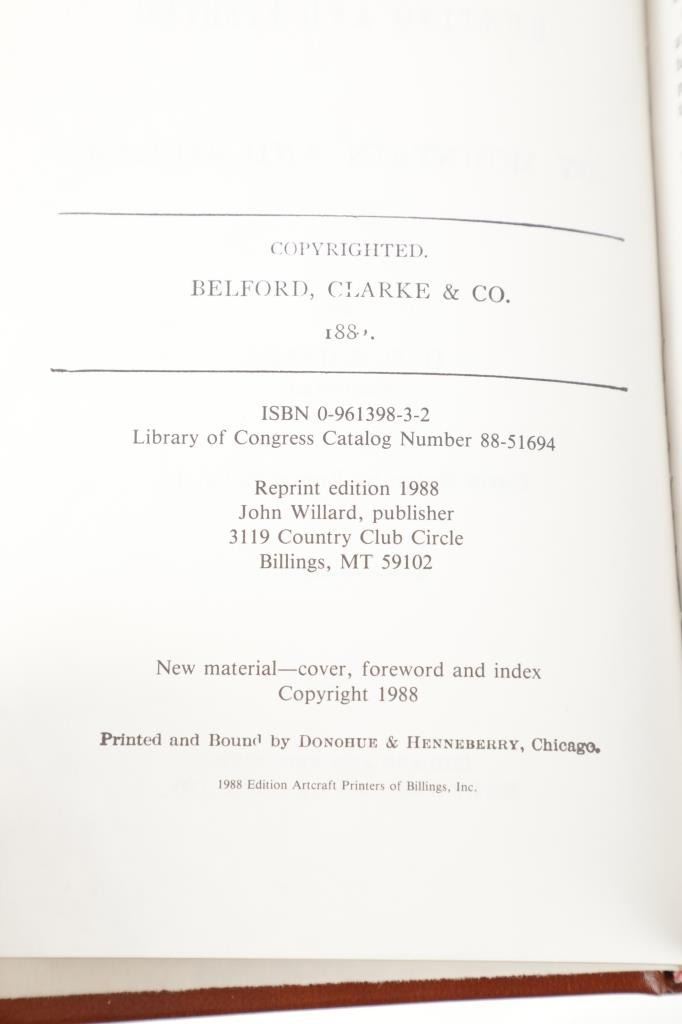 COPYRIGHTED.
BELFORD, CLARKE & CO.
ISBN 0-961398-3-2
Library of Congress Catalog Number 88-51694
Reprint edition 1988
John Willard, publisher
3119 Country Club Circle
Billings, MT 59102
New material—cover, foreword and index
Copyright 1988
Printed and Bound by DONOHUE & HENNEBERRY, Chicago.
1988 Edition Artcraft Printers of Billings, Inc.